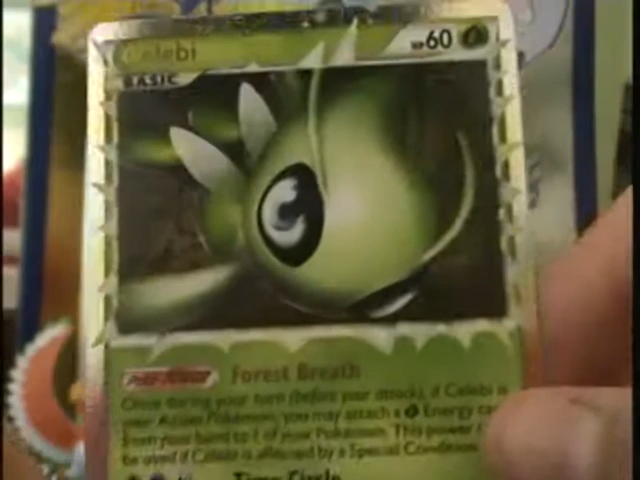 Celebi HP60
BASIC
Poké-POWER Forest Breath
Once during your turn (before your attack), if Celebi is
your Active Pokémon, you may attach a Energy
from your hand to 1 of your Pokémon. This power
be used if Celebi is affected by a Special Condition.
Time Circle